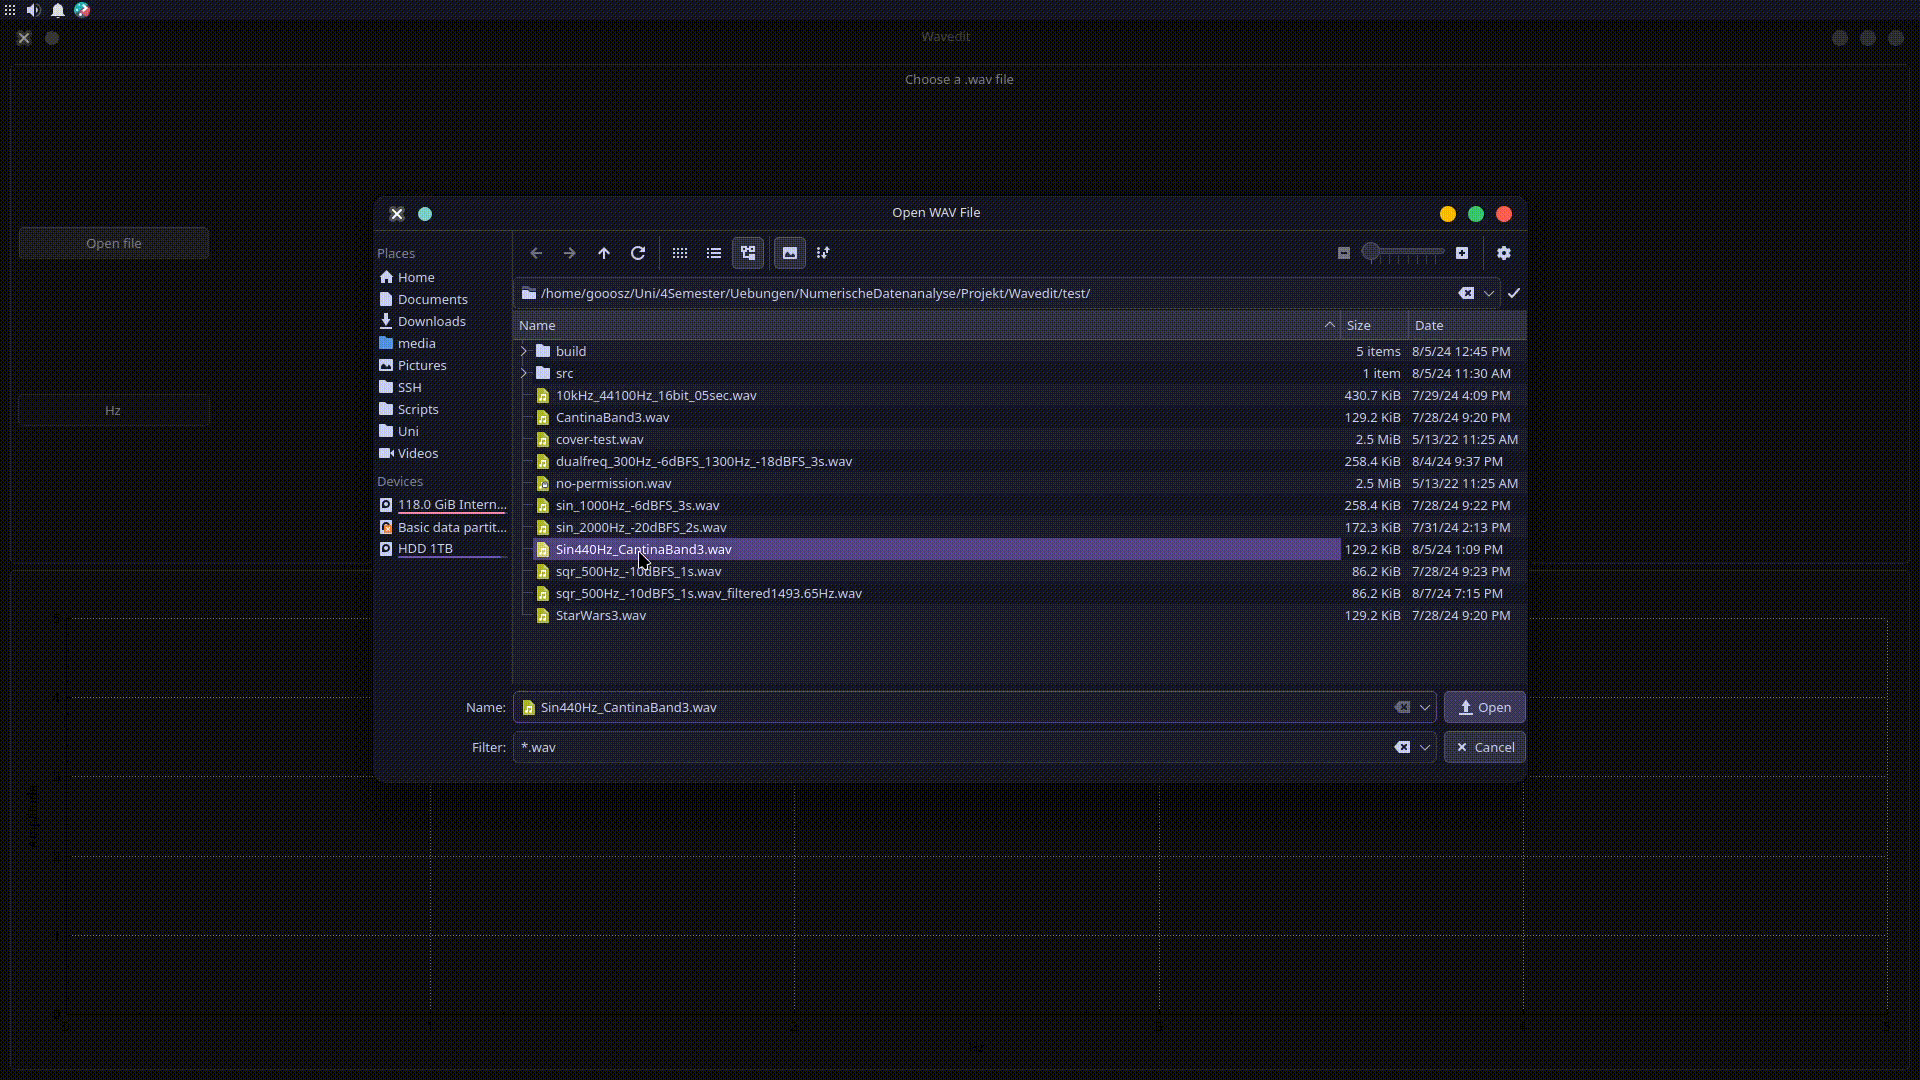 Wavedit
Choose a .wav file
Open file
Hz
Open WAV File
Places
Home
Documents
Downloads
media
Pictures
SSH
Scripts
Uni
Videos
Devices
118.0 GiB Intern...
Basic data partit...
HDD 1TB
/home/gooosz/Uni/4Semester/Uebungen/NumerischeDatenanalyse/Projekt/Wavedit/test/
Name Size Date
build 5 items 8/5/24 12:45 PM
src 1 item 8/5/24 11:30 AM
10kHz_44100Hz_16bit_05sec.wav 430.7 KiB 7/29/24 4:09 PM
CantinaBand3.wav 129.2 KiB 7/28/24 9:20 PM
cover-test.wav 2.5 MiB 5/13/22 11:25 AM
dualfreq_300Hz_-6dBFS_1300Hz_-18dBFS_3s.wav 258.4 KiB 8/4/24 9:37 PM
no-permission.wav 2.5 MiB 5/13/22 11:25 AM
sin_1000Hz_-6dBFS_3s.wav 258.4 KiB 7/28/24 9:22 PM
sin_2000Hz_-20dBFS_2s.wav 172.3 KiB 7/31/24 2:13 PM
Sin440Hz_CantinaBand3.wav 129.2 KiB 8/5/24 1:09 PM
sqr_500Hz_-10dBFS_1s.wav 86.2 KiB 7/28/24 9:23 PM
sqr_500Hz_-10dBFS_1s.wav_filtered1493.65Hz.wav 86.2 KiB 8/7/24 7:15 PM
StarWars3.wav 129.2 KiB 7/28/24 9:20 PM
Name: Sin440Hz_CantinaBand3.wav Open
Filter: *.wav Cancel
Amplitude
Hz